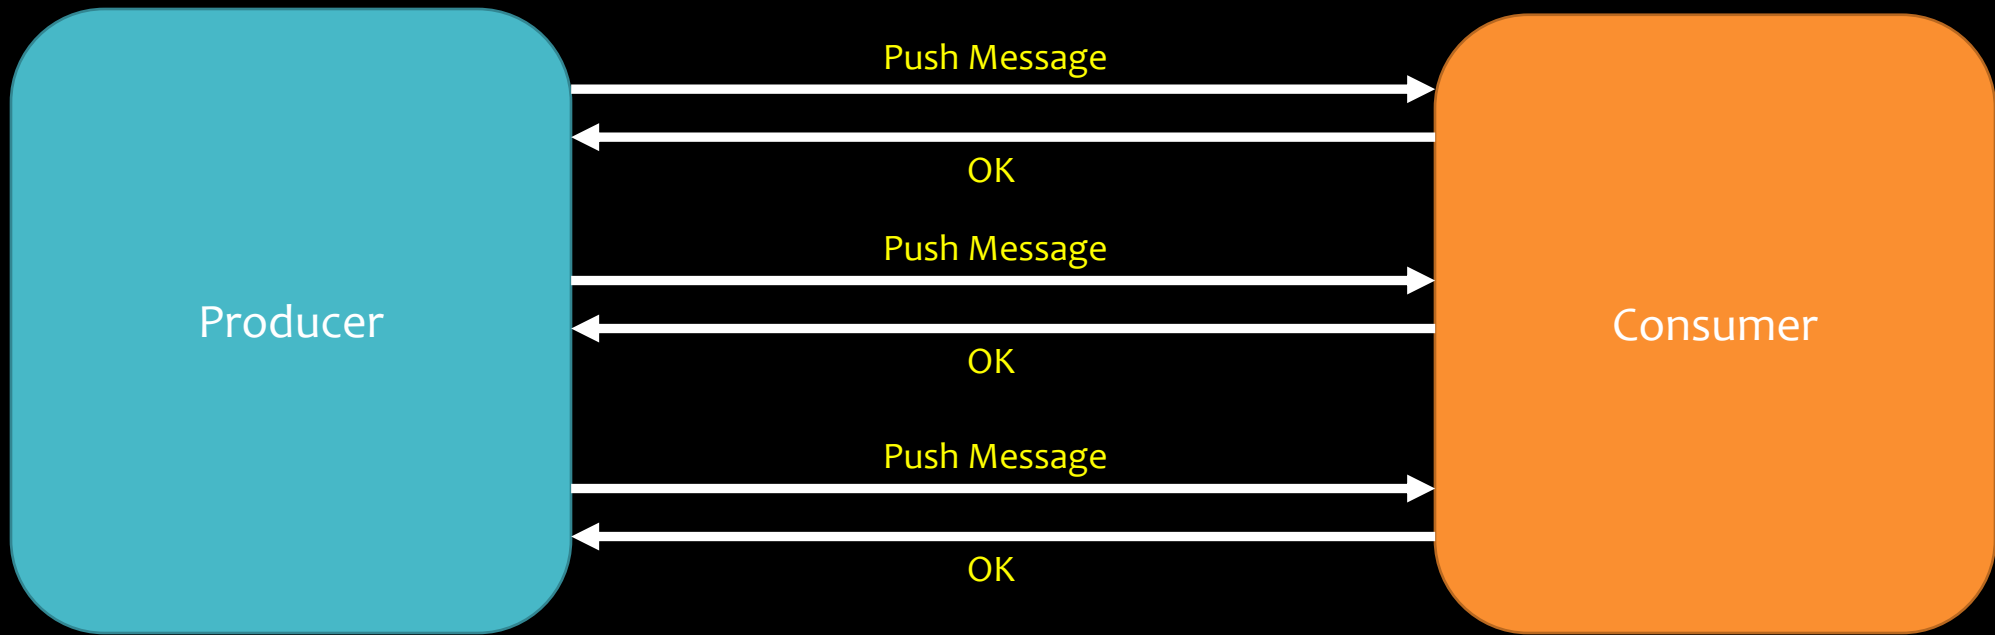 Push Message
OK
Push Message
Producer
Consumer
OK
Push Message
OK